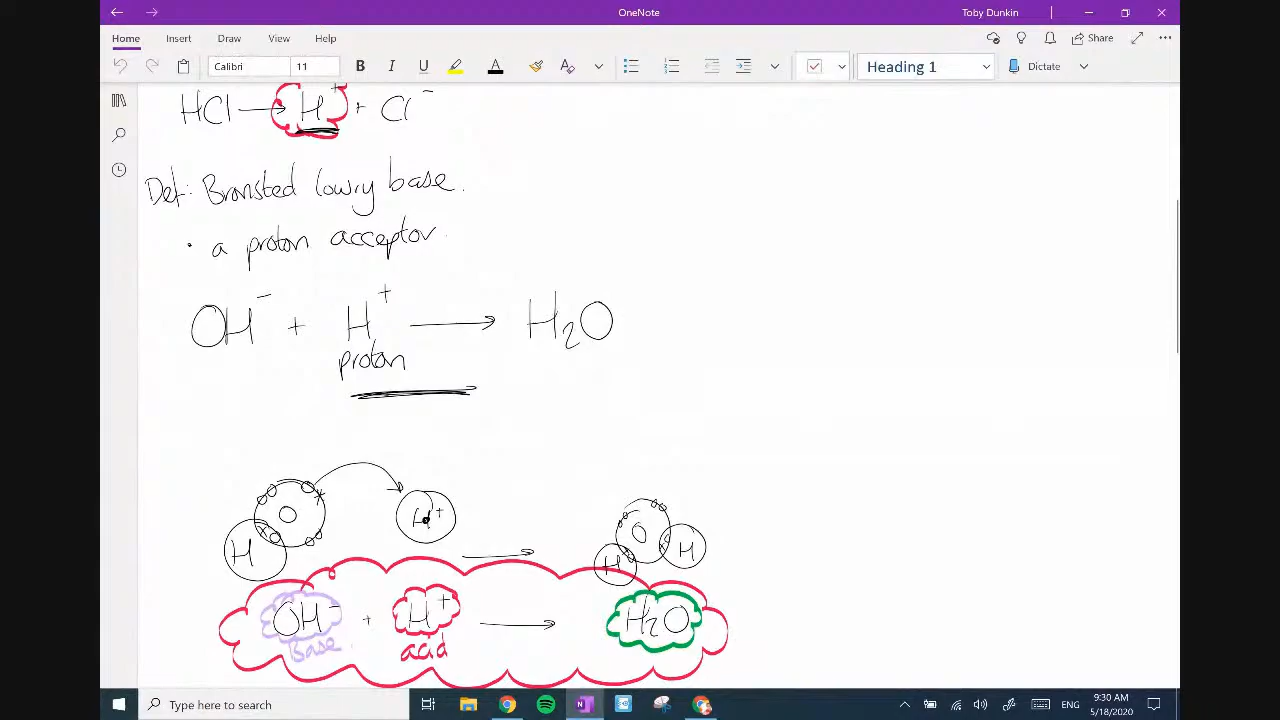 OneNote
Toby Dunkin
Home Insert Draw View Help
Share
Calibri 11 B I U A Heading 1 Dictate
HCl → H⁺ + Cl⁻
Def: Bronsted lowry base.
• a proton acceptor.
OH⁻ + H⁺ → H₂O
proton
H O H⁺ → H O H
OH⁻ + H⁺ → H₂O
Base. acid
Type here to search
ENG
9:30 AM
5/18/2020